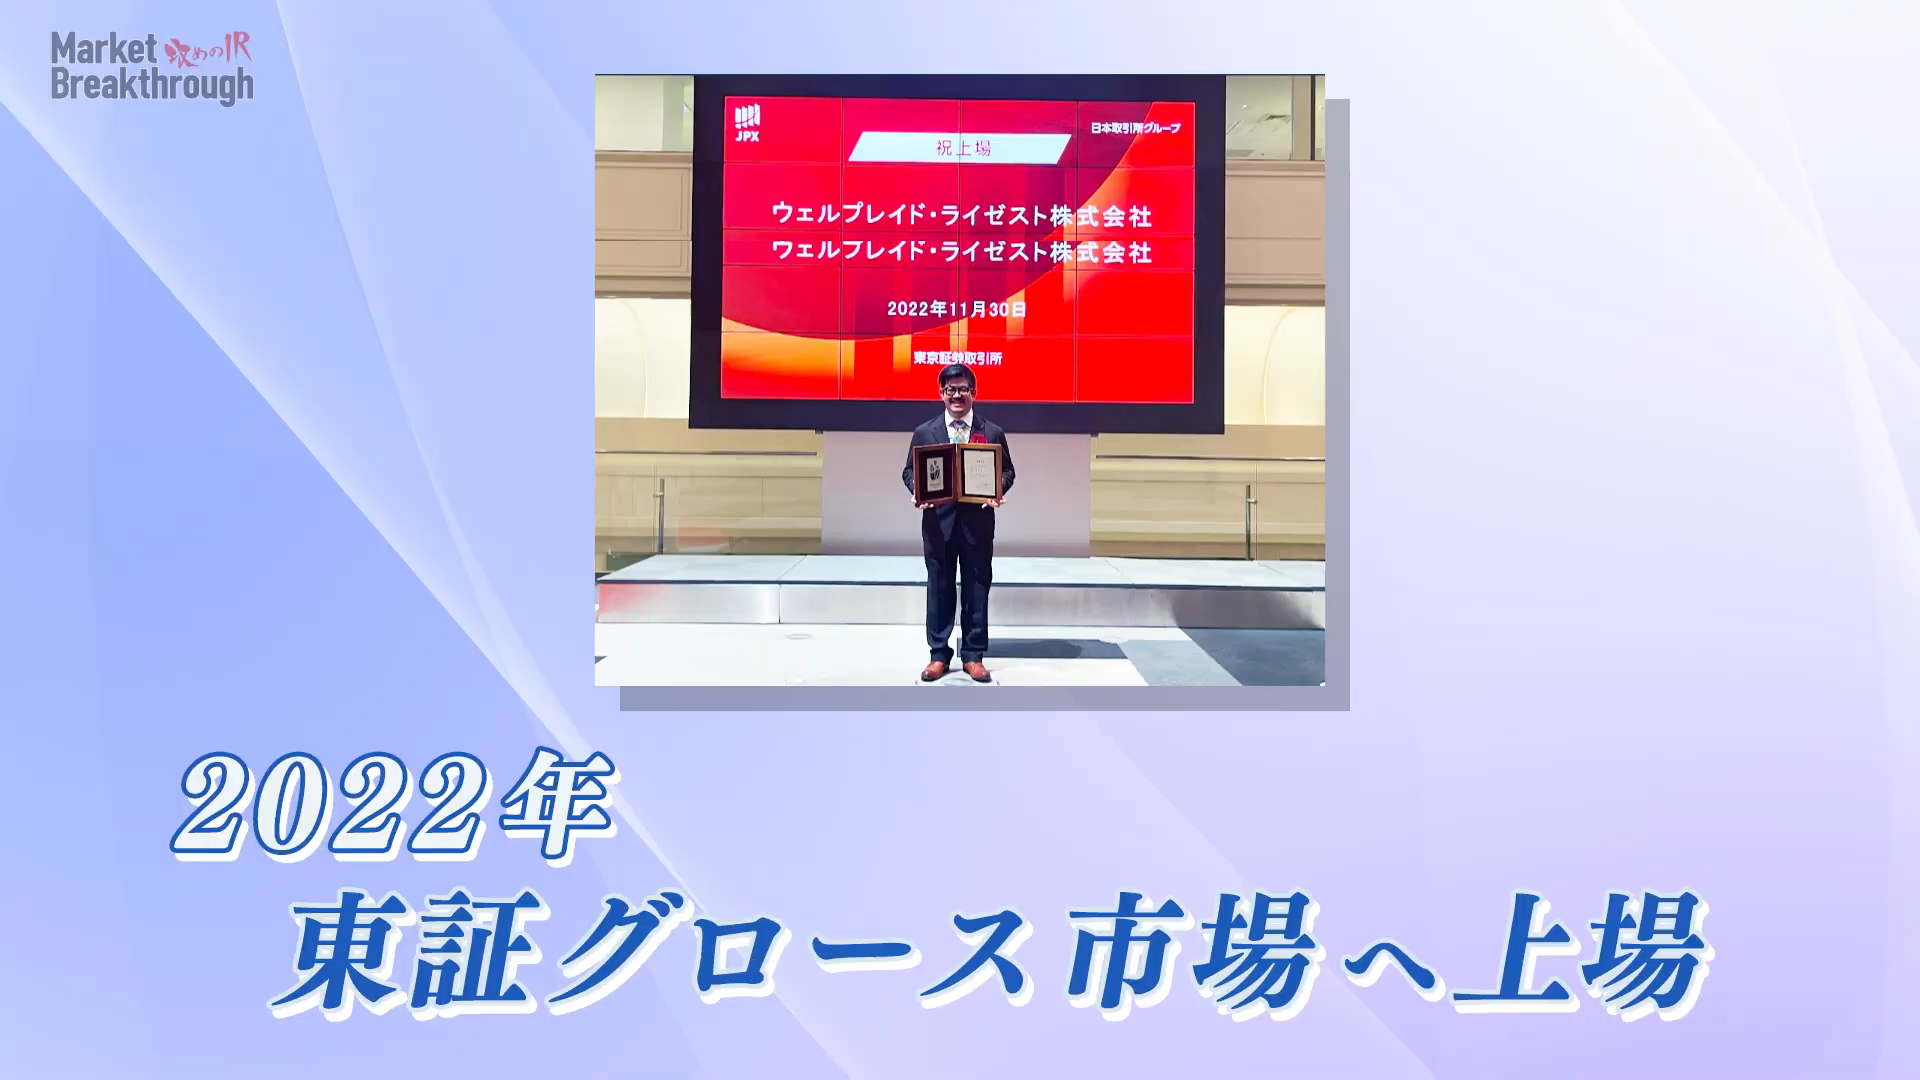 Market 攻めのIR
Breakthrough
JPX
日本取引所グループ
祝上場
ウェルプレイド・ライゼスト株式会社
ウェルプレイド・ライゼスト株式会社
2022年11月30日
東京証券取引所
2022年
東証グロース市場へ上場